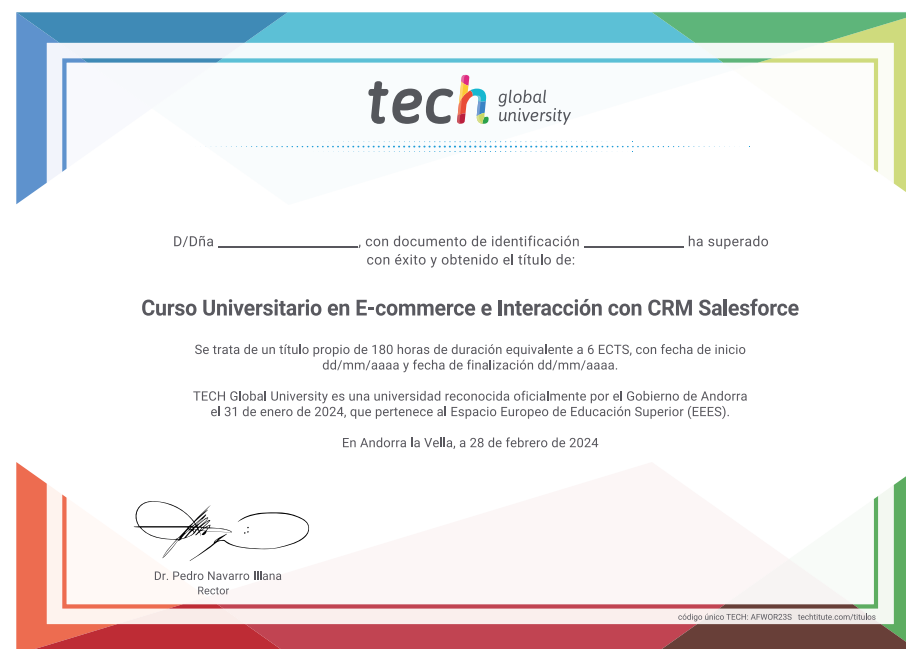 tech global university
D/Dña ____________, con documento de identificación ____________ ha superado
con éxito y obtenido el título de:
Curso Universitario en E-commerce e Interacción con CRM Salesforce
Se trata de un título propio de 180 horas de duración equivalente a 6 ECTS, con fecha de inicio
dd/mm/aaaa y fecha de finalización dd/mm/aaaa.
TECH Global University es una universidad reconocida oficialmente por el Gobierno de Andorra
el 31 de enero de 2024, que pertenece al Espacio Europeo de Educación Superior (EEES).
En Andorra la Vella, a 28 de febrero de 2024
Dr. Pedro Navarro Illana
Rector
código único TECH: AFWOR23S techtitute.com/titulos